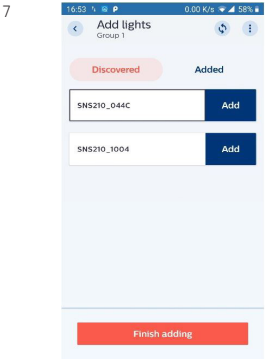 7
16:53 P 0.00 K/s 58%
Add lights
Group 1
Discovered Added
SNS210_044C Add
SNS210_1004 Add
Finish adding